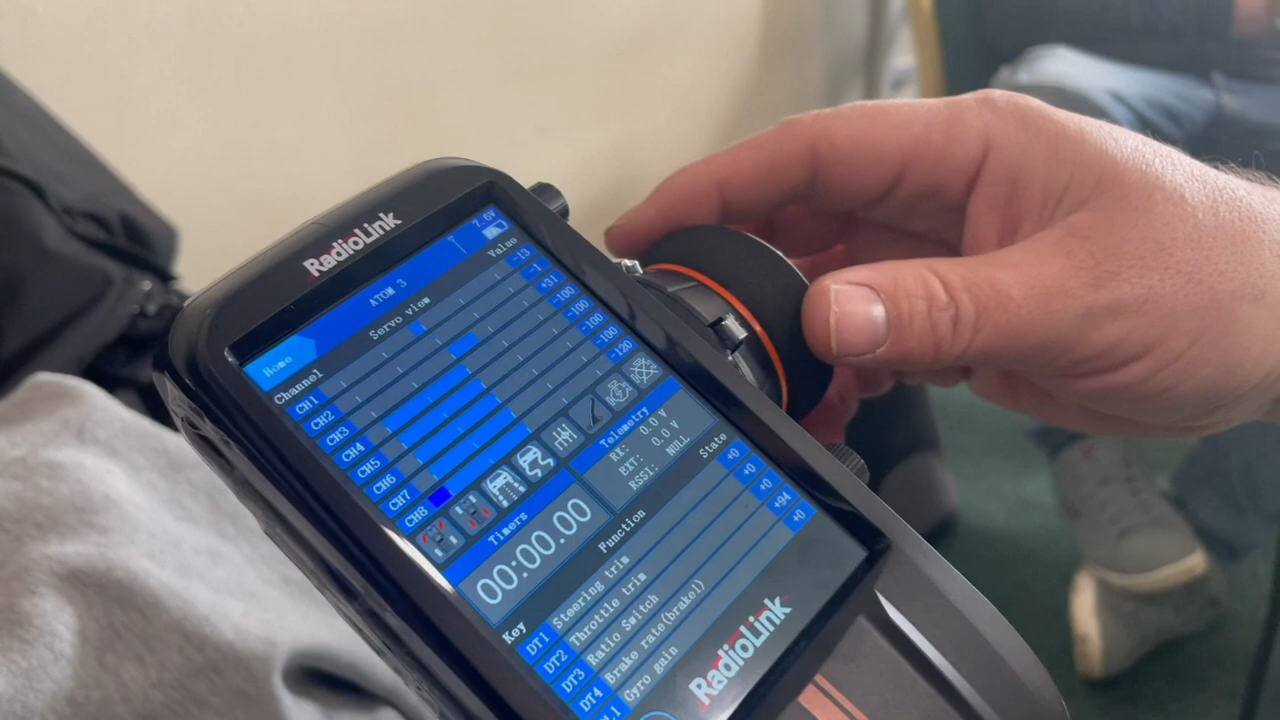 RadioLink
7.6V
Home ATOM 3
Channel Servo view Value
CH1 -13
CH2 -1
CH3 +31
CH4 -100
CH5 -100
CH6 -100
CH7 -100
CH8 -120
Timers Telemetry
00:00.00 RX: 0.0 V
EXT: 0.0 V
RSSI: NULL
Key Function State
DT1 Steering trim +0
DT2 Throttle trim +0
DT3 Ratio Switch +0
DT4 Brake rate(brake1) +94
Gyro gain +0
RadioLink